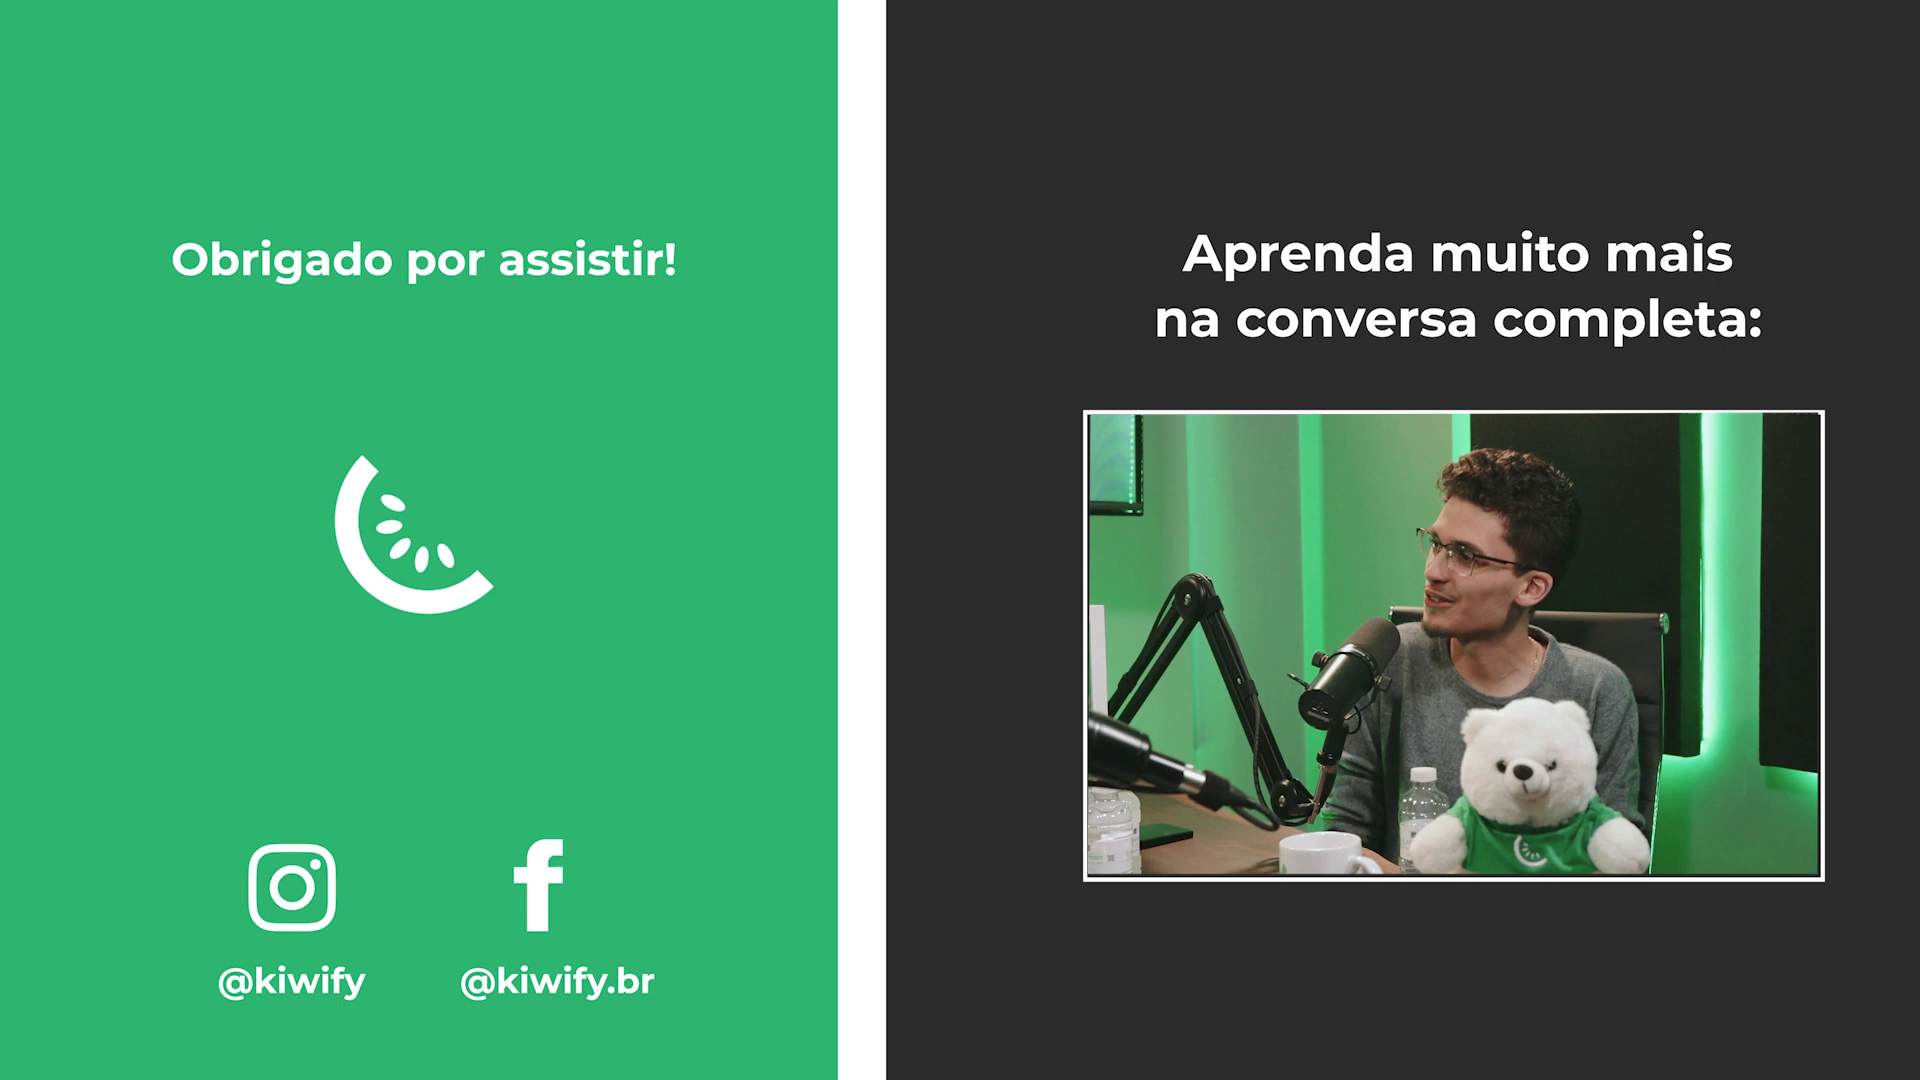 Obrigado por assistir!
@kiwify
@kiwify.br
Aprenda muito mais
na conversa completa: